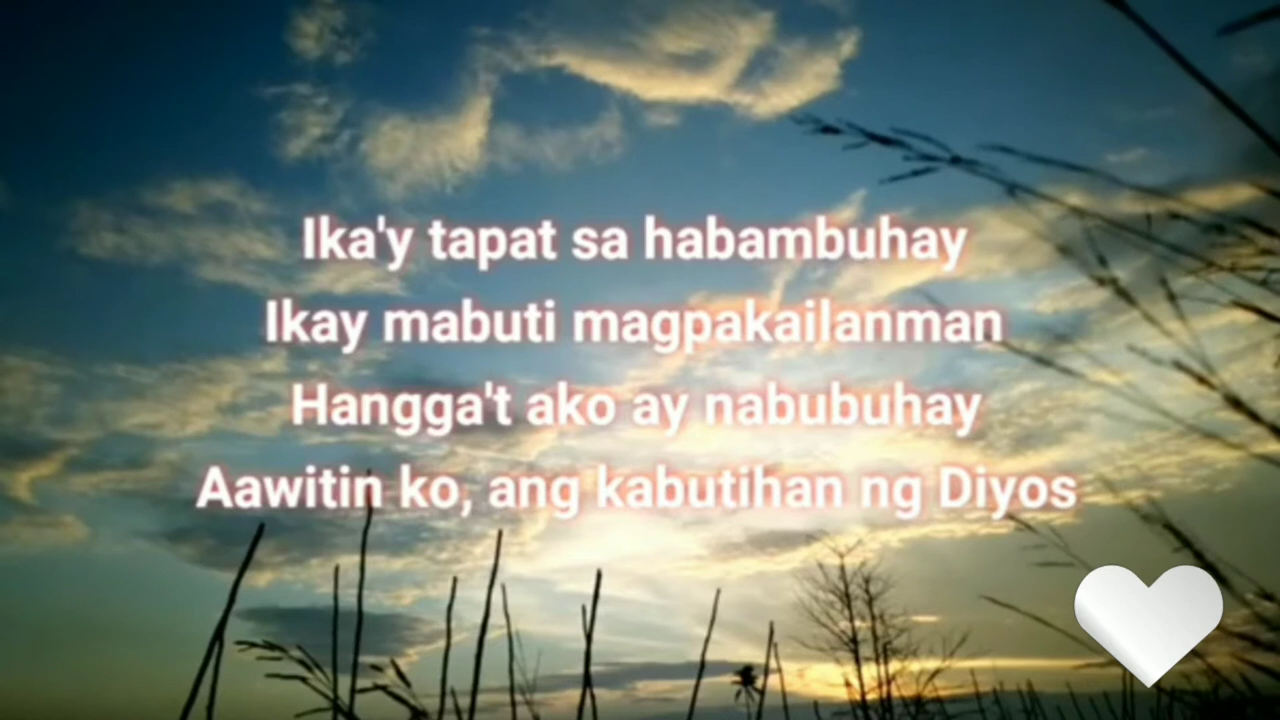 Ika'y tapat sa habambuhay
Ikay mabuti magpakailanman
Hangga't ako ay nabubuhay
Aawitin ko, ang kabutihan ng Diyos